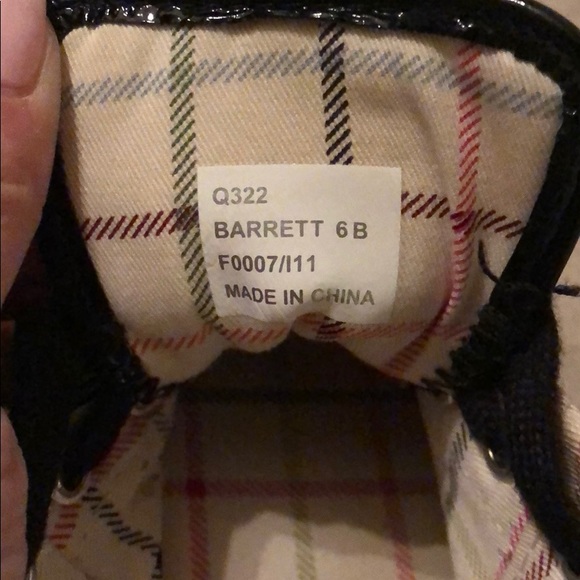 Q322
BARRETT 6 B
F0007/I11
MADE IN CHINA